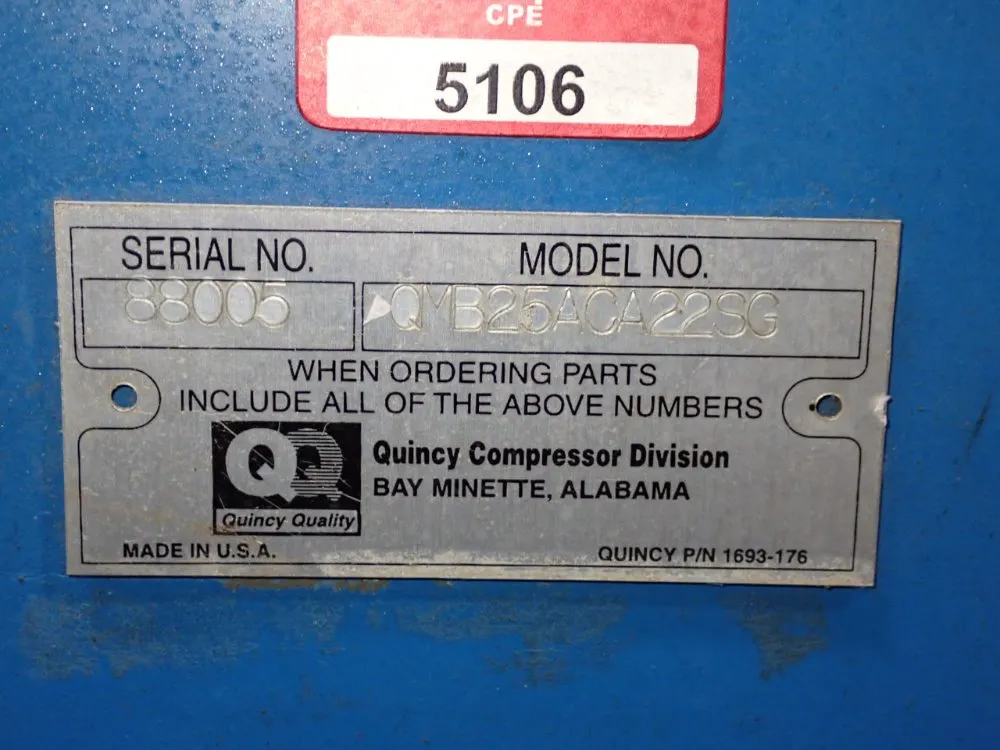 CPE
5106
SERIAL NO. MODEL NO.
88005 QMB25ACA22SG
WHEN ORDERING PARTS
INCLUDE ALL OF THE ABOVE NUMBERS
QQ
Quincy Compressor Division
BAY MINETTE, ALABAMA
Quincy Quality
MADE IN U.S.A. QUINCY P/N 1693-176